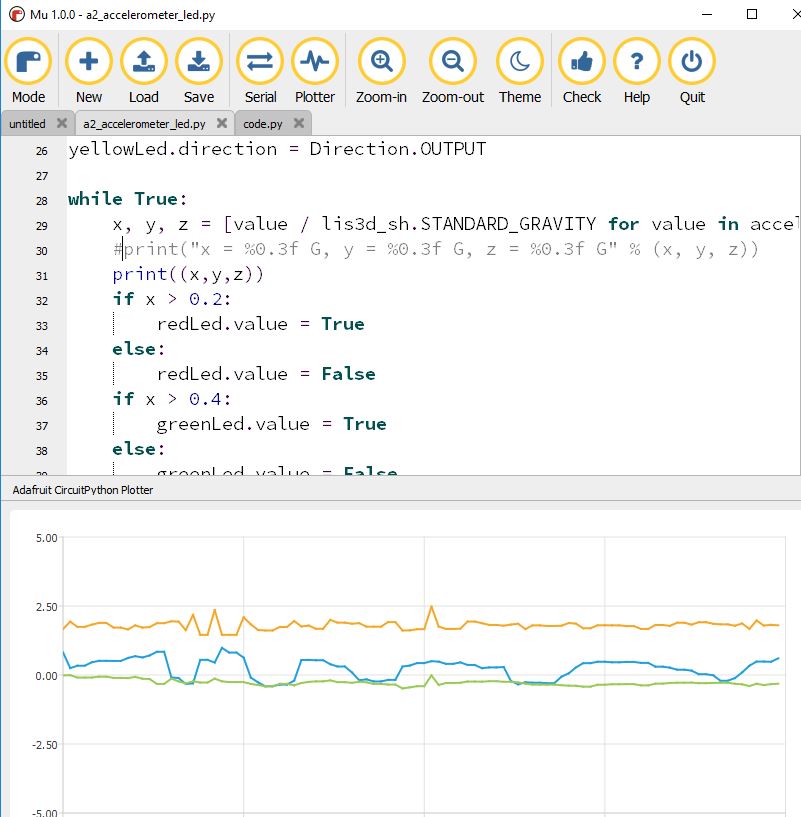 Mu 1.0.0 - a2_accelerometer_led.py
Mode New Load Save Serial Plotter Zoom-in Zoom-out Theme Check Help Quit
untitled a2_accelerometer_led.py code.py
26 yellowLed.direction = Direction.OUTPUT
27
28 while True:
29 x, y, z = [value / lis3d_sh.STANDARD_GRAVITY for value in accel
30 #print("x = %0.3f G, y = %0.3f G, z = %0.3f G" % (x, y, z))
31 print((x,y,z))
32 if x > 0.2:
33 redLed.value = True
34 else:
35 redLed.value = False
36 if x > 0.4:
37 greenLed.value = True
38 else:
39 greenLed.value = False
Adafruit CircuitPython Plotter
5.00
2.50
0.00
-2.50
-5.00